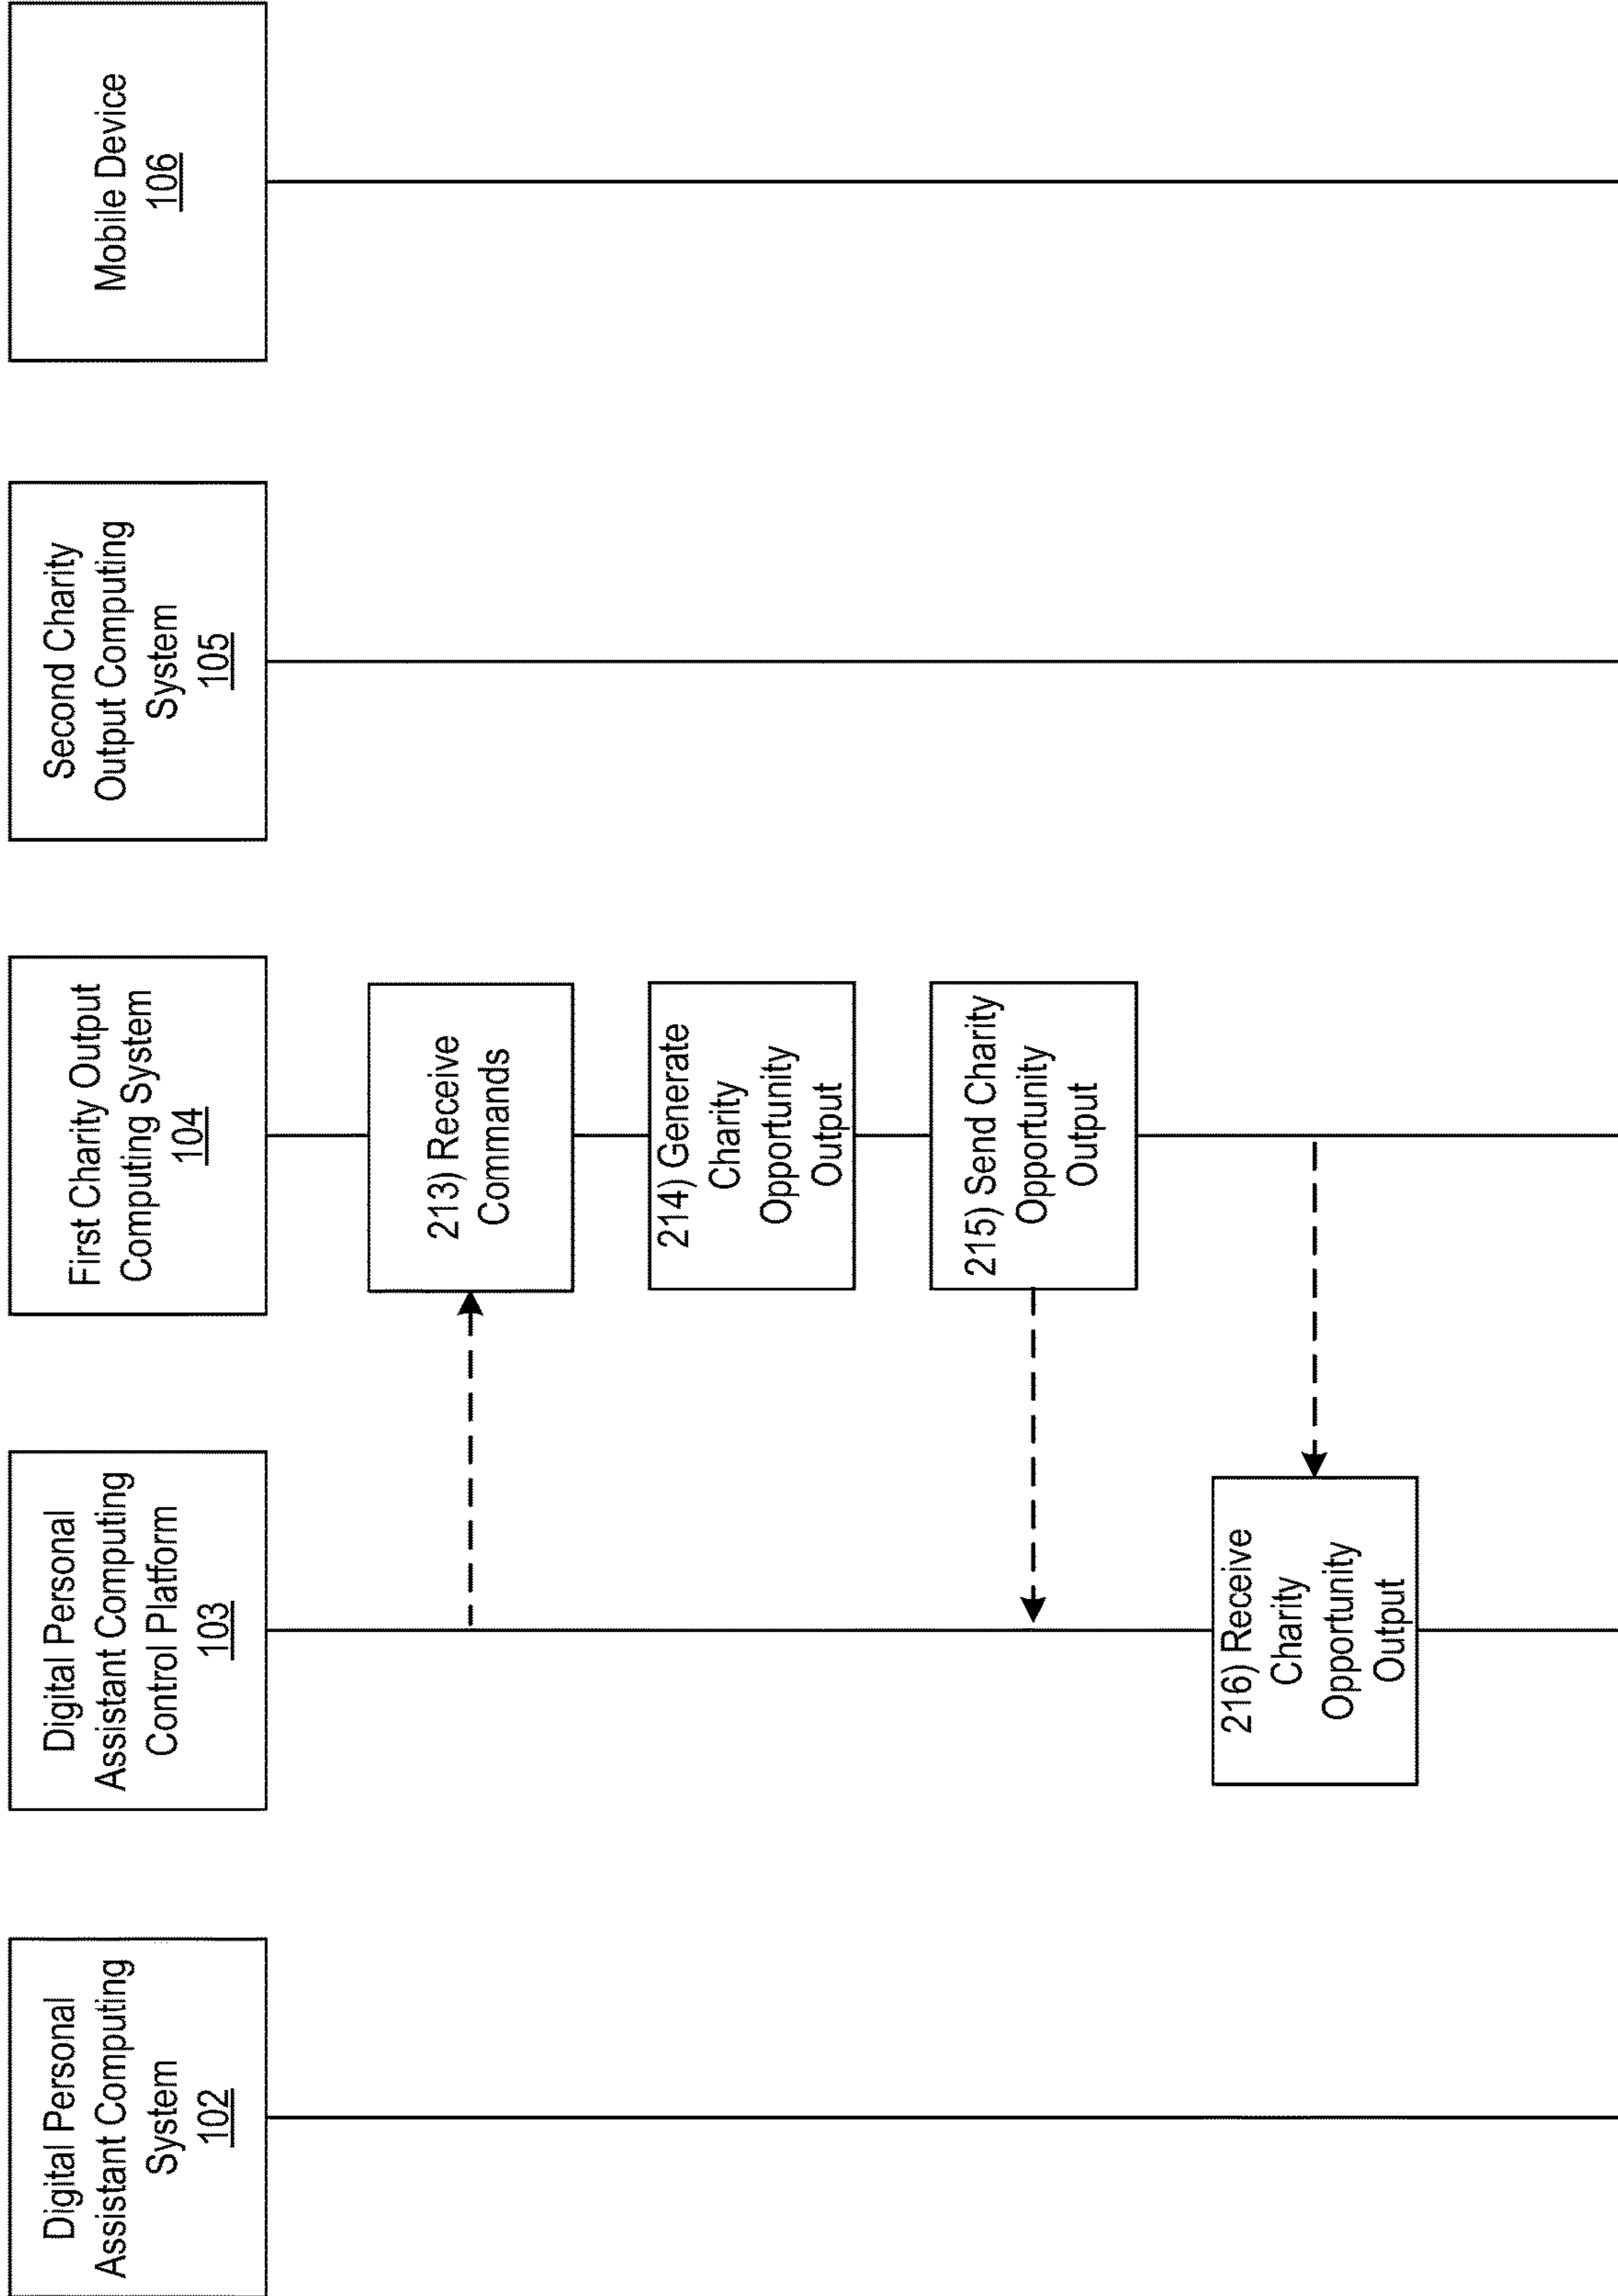 Digital Personal
Assistant Computing
System
102
Digital Personal
Assistant Computing
Control Platform
103
First Charity Output
Computing System
104
Second Charity
Output Computing
System
105
Mobile Device
106
213) Receive
Commands
214) Generate
Charity
Opportunity
Output
215) Send Charity
Opportunity
Output
216) Receive
Charity
Opportunity
Output